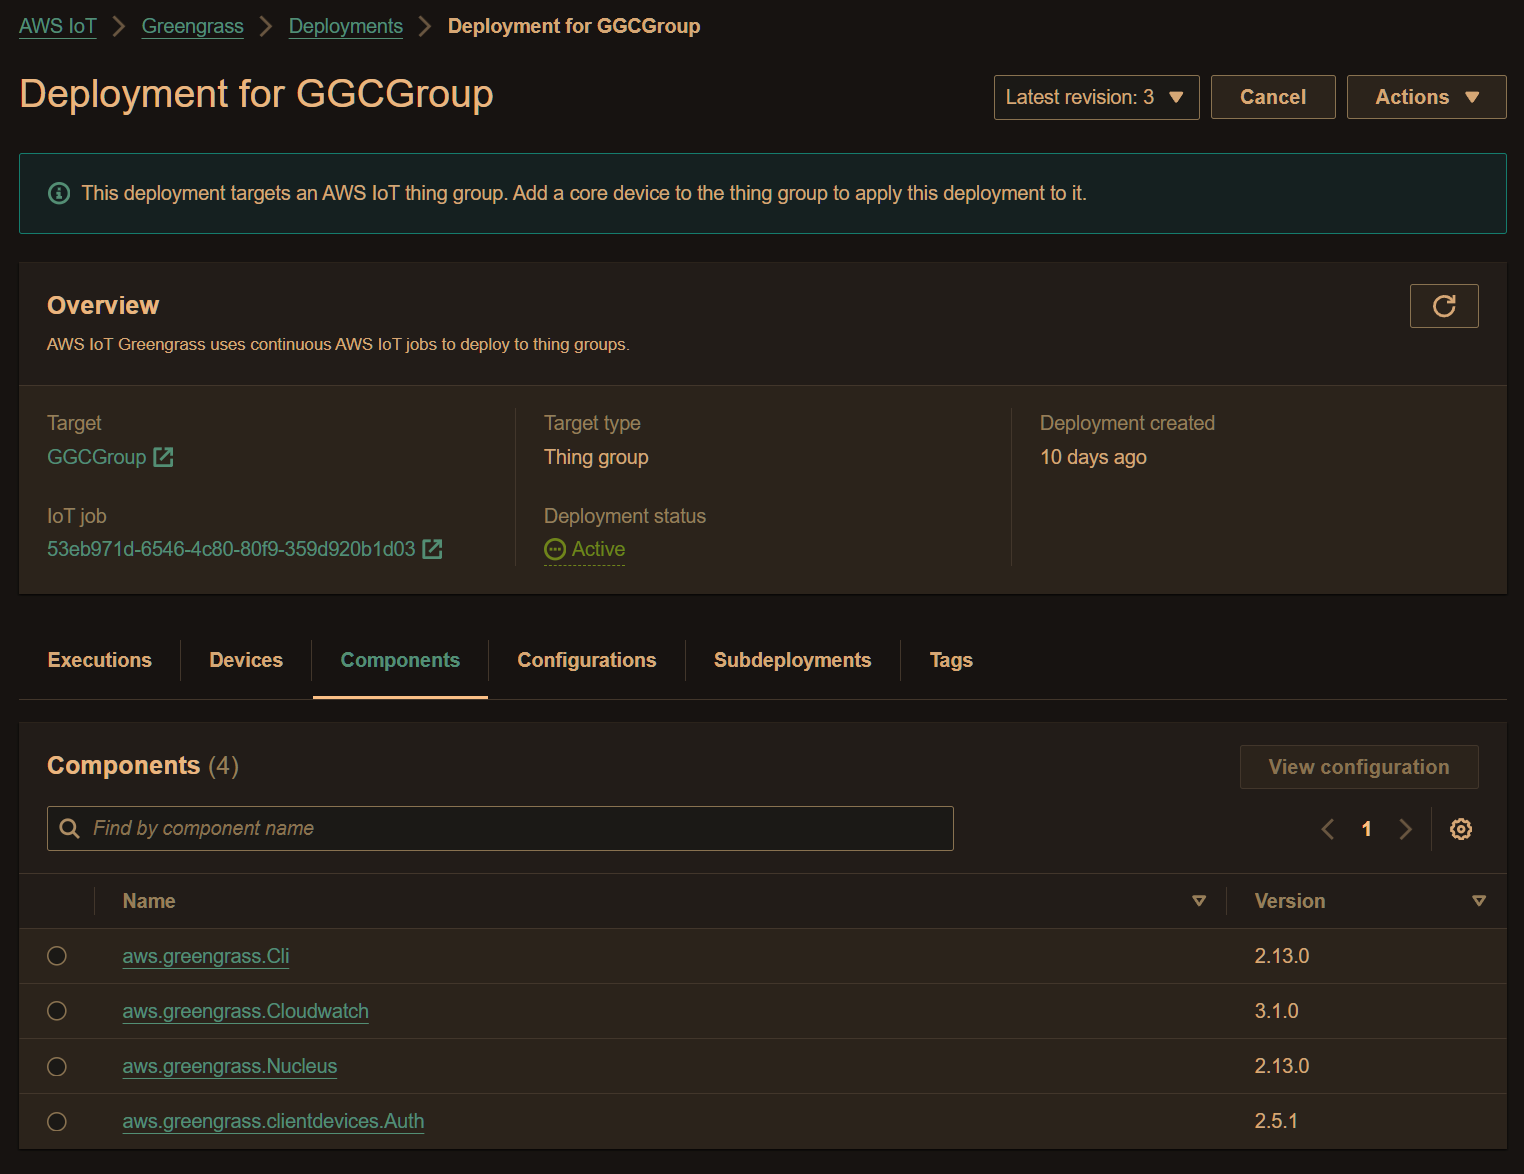 AWS IoT > Greengrass > Deployments > Deployment for GGCGroup
Deployment for GGCGroup
Latest revision: 3
Cancel
Actions
This deployment targets an AWS IoT thing group. Add a core device to the thing group to apply this deployment to it.
Overview
AWS IoT Greengrass uses continuous AWS IoT jobs to deploy to thing groups.
Target
GGCGroup
IoT job
53eb971d-6546-4c80-80f9-359d920b1d03
Target type
Thing group
Deployment status
Active
Deployment created
10 days ago
Executions Devices Components Configurations Subdeployments Tags
Components (4)
View configuration
Find by component name
1
Name Version
aws.greengrass.Cli 2.13.0
aws.greengrass.Cloudwatch 3.1.0
aws.greengrass.Nucleus 2.13.0
aws.greengrass.clientdevices.Auth 2.5.1